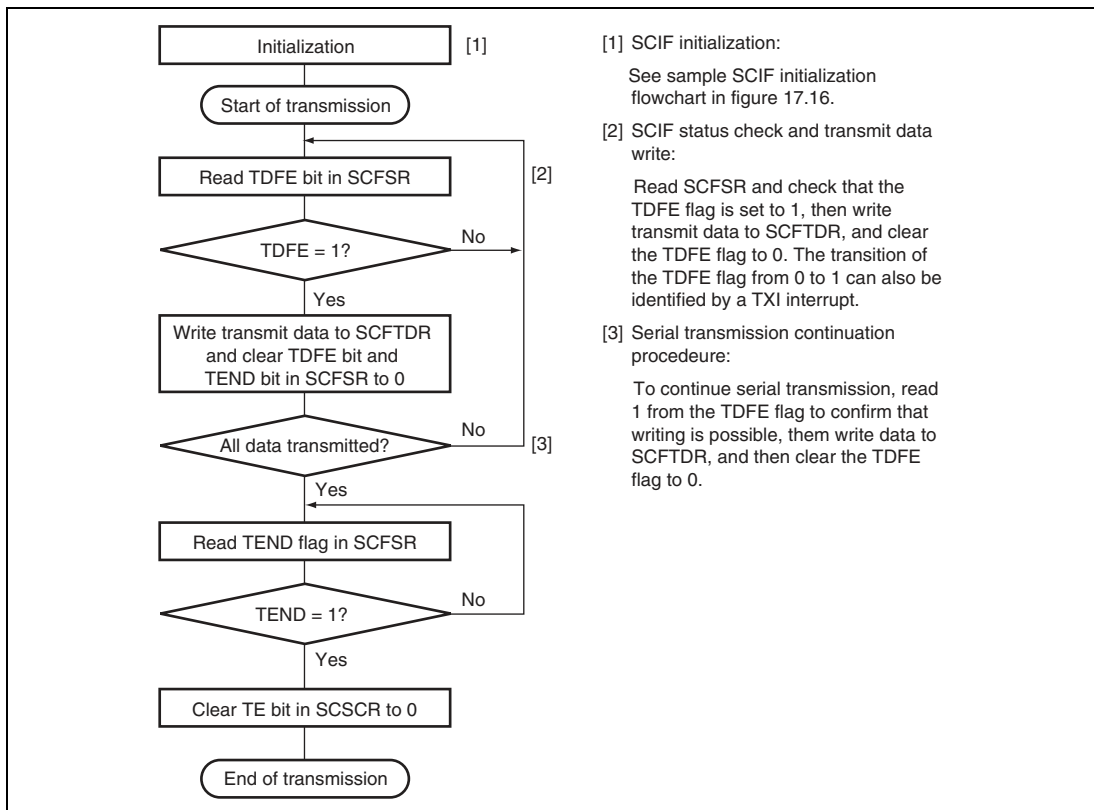 Initialization
[1]
Start of transmission
Read TDFE bit in SCFSR
[2]
TDFE = 1?
No
Yes
Write transmit data to SCFTDR
and clear TDFE bit and
TEND bit in SCFSR to 0
All data transmitted?
No
[3]
Yes
Read TEND flag in SCFSR
TEND = 1?
No
Yes
Clear TE bit in SCSCR to 0
End of transmission
[1] SCIF initialization:
See sample SCIF initialization
flowchart in figure 17.16.
[2] SCIF status check and transmit data
write:
Read SCFSR and check that the
TDFE flag is set to 1, then write
transmit data to SCFTDR, and clear
the TDFE flag to 0. The transition of
the TDFE flag from 0 to 1 can also be
identified by a TXI interrupt.
[3] Serial transmission continuation
procedeure:
To continue serial transmission, read
1 from the TDFE flag to confirm that
writing is possible, them write data to
SCFTDR, and then clear the TDFE
flag to 0.